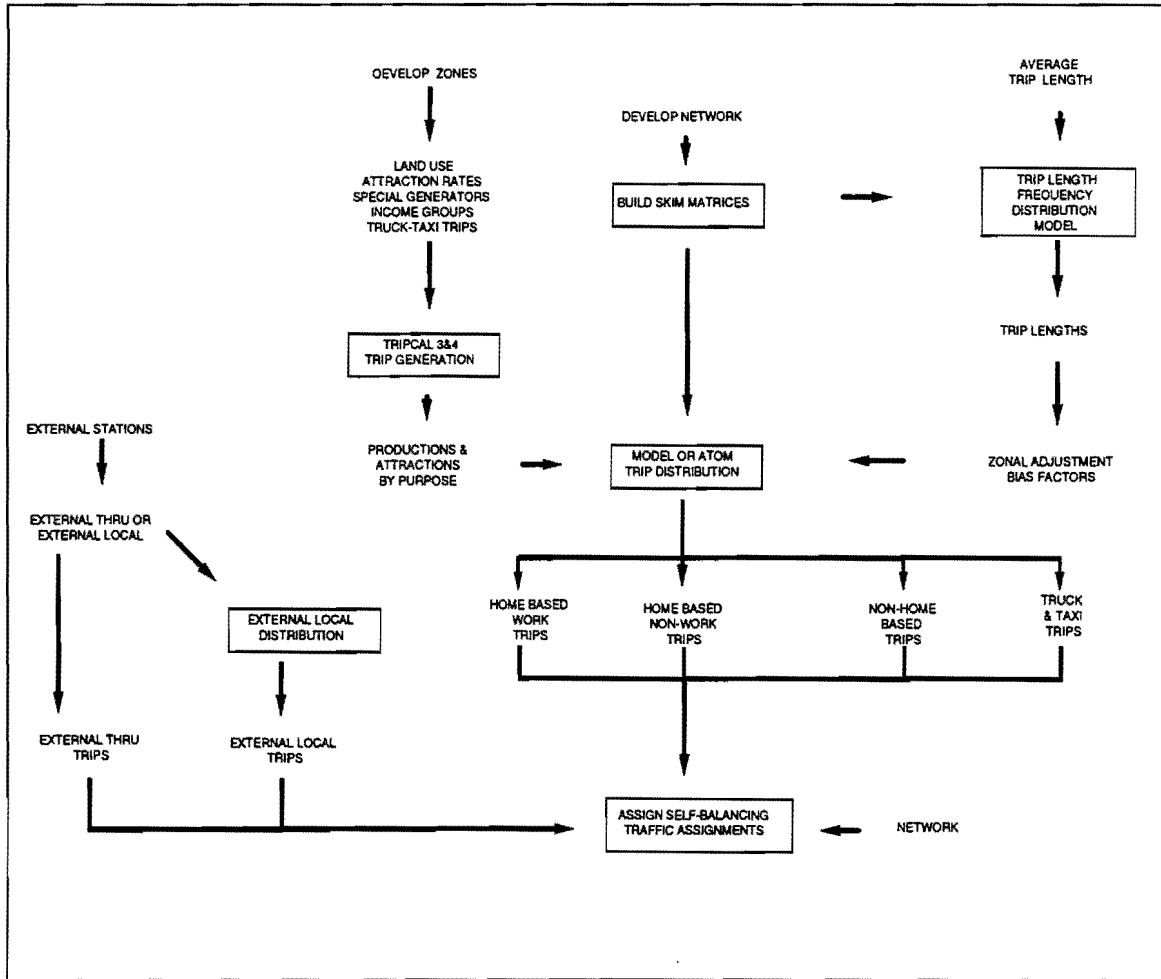 OEVELOP ZONES
AVERAGE
TRIP LENGTH
DEVELOP NETWORK
LAND USE
ATTRACTION RATES
SPECIAL GENERATORS
INCOME GROUPS
TRUCK-TAXI TRIPS
BUILD SKIM MATRICES
TRIP LENGTH
FREQUENCY
DISTRIBUTION
MODEL
TRIPCAL 3&4
TRIP GENERATION
TRIP LENGTHS
EXTERNAL STATIONS
PRODUCTIONS &
ATTRACTIONS
BY PURPOSE
MODEL OR ATOM
TRIP DISTRIBUTION
ZONAL ADJUSTMENT
BIAS FACTORS
EXTERNAL THRU OR
EXTERNAL LOCAL
EXTERNAL LOCAL
DISTRIBUTION
HOME BASED
WORK
TRIPS
HOME BASED
NON-WORK
TRIPS
NON-HOME
BASED
TRIPS
TRUCK
& TAXI
TRIPS
EXTERNAL THRU
TRIPS
EXTERNAL LOCAL
TRIPS
ASSIGN SELF-BALANCING
TRAFFIC ASSIGNMENTS
NETWORK